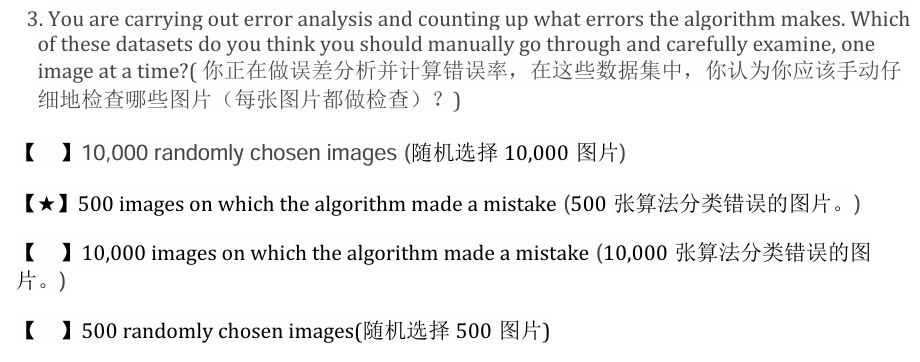 3. You are carrying out error analysis and counting up what errors the algorithm makes. Which
of these datasets do you think you should manually go through and carefully examine, one
image at a time?( 你正在做误差分析并计算错误率，在这些数据集中，你认为你应该手动仔
细地检查哪些图片（每张图片都做检查）？)
【 】10,000 randomly chosen images (随机选择 10,000 图片)
【★】500 images on which the algorithm made a mistake (500 张算法分类错误的图片。)
【 】10,000 images on which the algorithm made a mistake (10,000 张算法分类错误的图
片。)
【 】500 randomly chosen images(随机选择 500 图片)